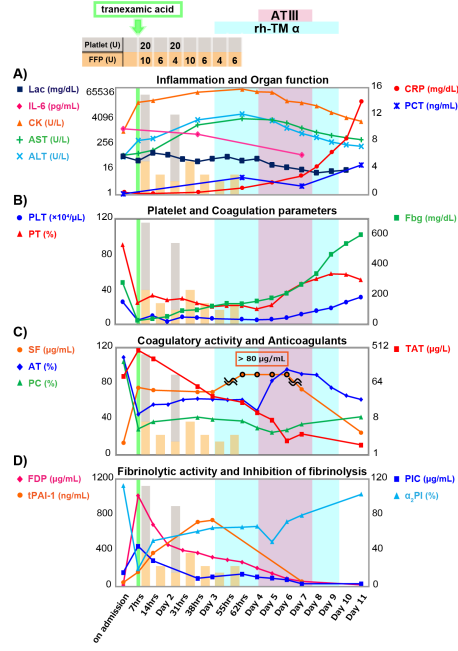 tranexamic acid
ATⅢ
rh-TM α
Platelet (U) 20 20
FFP (U) 10 6 4 10 6 4 6
A) Inflammation and Organ function
Lac (mg/dL)
IL-6 (pg/mL)
CK (U/L)
AST (U/L)
ALT (U/L)
65536
4096
256
16
1
16
12
8
4
0
CRP (mg/dL)
PCT (ng/mL)
B) Platelet and Coagulation parameters
PLT (×10⁴/μL)
PT (%)
120
80
40
0
600
400
200
0
Fbg (mg/dL)
C) Coagulatory activity and Anticoagulants
SF (μg/mL)
AT (%)
PC (%)
120
80
40
0
> 80 μg/mL
512
64
8
1
TAT (μg/L)
D) Fibrinolytic activity and Inhibition of fibrinolysis
FDP (μg/mL)
tPAI-1 (ng/mL)
1200
800
400
0
120
80
40
20
0
PIC (μg/mL)
α₂PI (%)
on admission
7hrs
14hrs
Day 2
31hrs
38hrs
Day 3
55hrs
62hrs
Day 4
Day 5
Day 6
Day 7
Day 8
Day 9
Day 10
Day 11